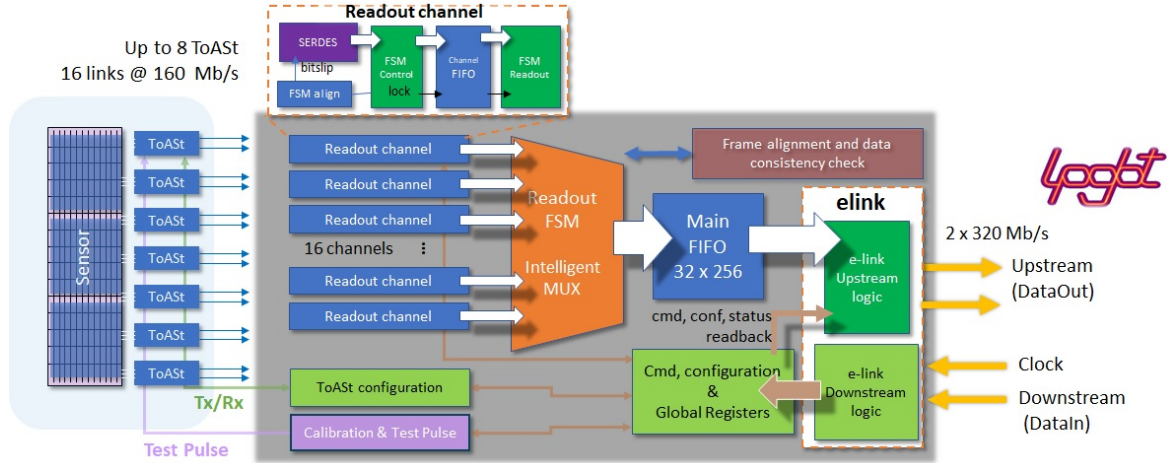 Readout channel
SERDES
bitslip
FSM align
FSM
Control
lock
Channel
FIFO
FSM
Readout
Up to 8 ToASt
16 links @ 160 Mb/s
Sensor
ToASt
ToASt
ToASt
ToASt
ToASt
ToASt
ToASt
Readout channel
Readout channel
Readout channel
16 channels
Readout channel
Readout channel
Readout
FSM
Intelligent
MUX
Frame alignment and data
consistency check
Main
FIFO
32 x 256
elink
e-link
Upstream
logic
cmd, conf, status
readback
Cmd, configuration
&
Global Registers
e-link
Downstream
logic
ToASt configuration
Calibration & Test Pulse
Tx/Rx
Test Pulse
lpgbt
2 x 320 Mb/s
Upstream
(DataOut)
Clock
Downstream
(DataIn)